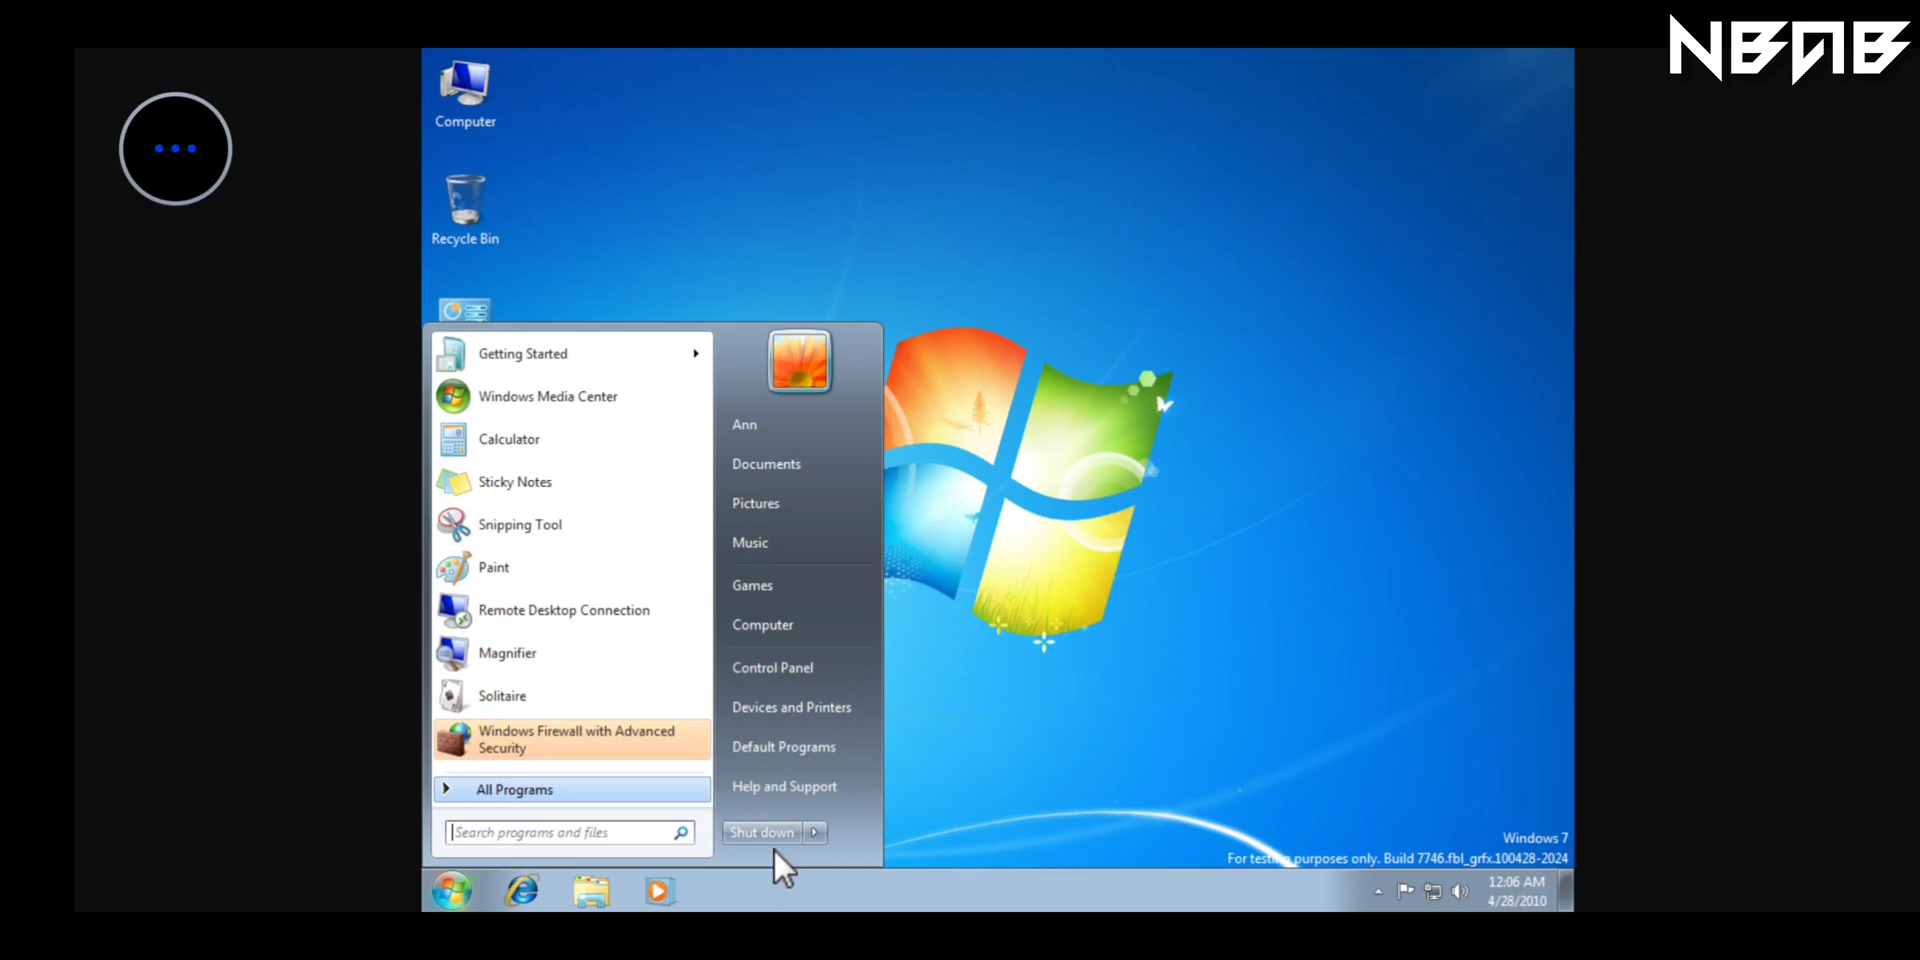 NBAB
Computer
Recycle Bin
Getting Started
Windows Media Center
Calculator
Sticky Notes
Snipping Tool
Paint
Remote Desktop Connection
Magnifier
Solitaire
Windows Firewall with Advanced
Security
All Programs
Search programs and files
Ann
Documents
Pictures
Music
Games
Computer
Control Panel
Devices and Printers
Default Programs
Help and Support
Shut down
Windows 7
For testing purposes only. Build 7746.fbl_grfx.100428-2024
12:06 AM
4/28/2010